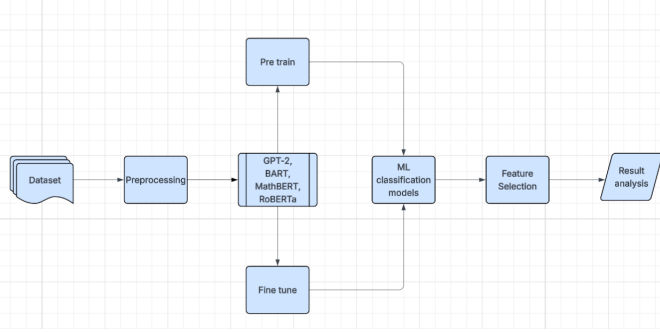 Pre train
Dataset
Preprocessing
GPT-2,
BART,
MathBERT,
RoBERTa
ML
classification
models
Feature
Selection
Result
analysis
Fine tune